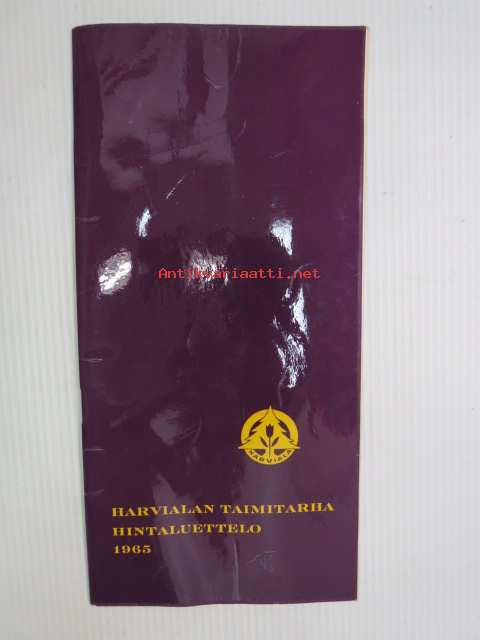 Antikvariaatti.net
HARVIALA
HARVIALAN TAIMITARHA
HINTALUETTELO
1965